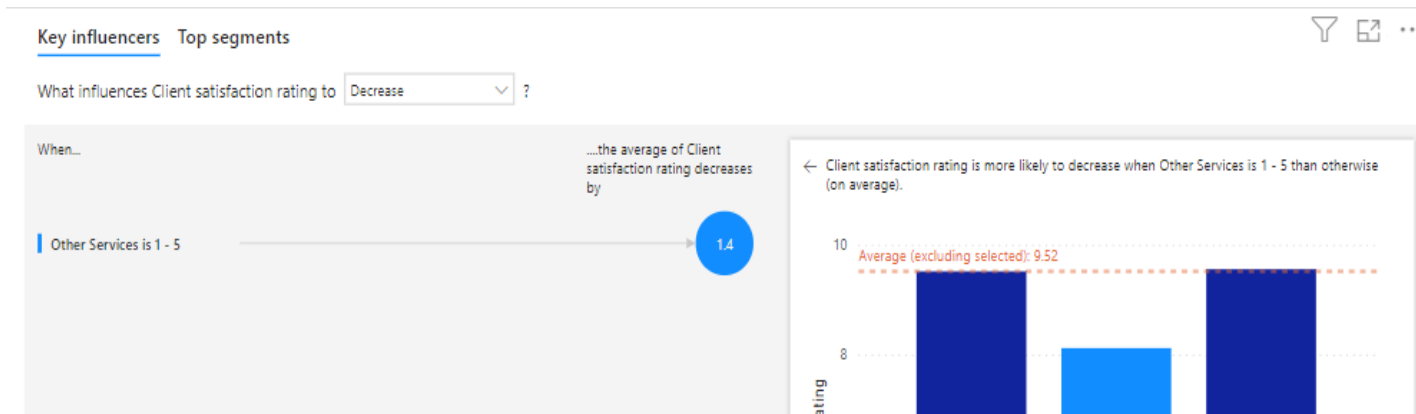 Key influencers Top segments
What influences Client satisfaction rating to Decrease ?
When...
....the average of Client
satisfaction rating decreases
by
Other Services is 1 - 5
1.4
Client satisfaction rating is more likely to decrease when Other Services is 1 - 5 than otherwise
(on average).
10
Average (excluding selected): 9.52
8